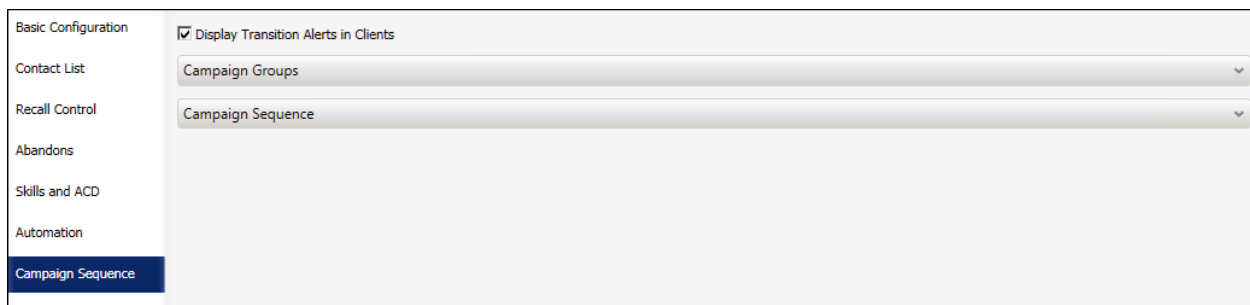 Basic Configuration
Contact List
Recall Control
Abandons
Skills and ACD
Automation
Campaign Sequence
Display Transition Alerts in Clients
Campaign Groups
Campaign Sequence